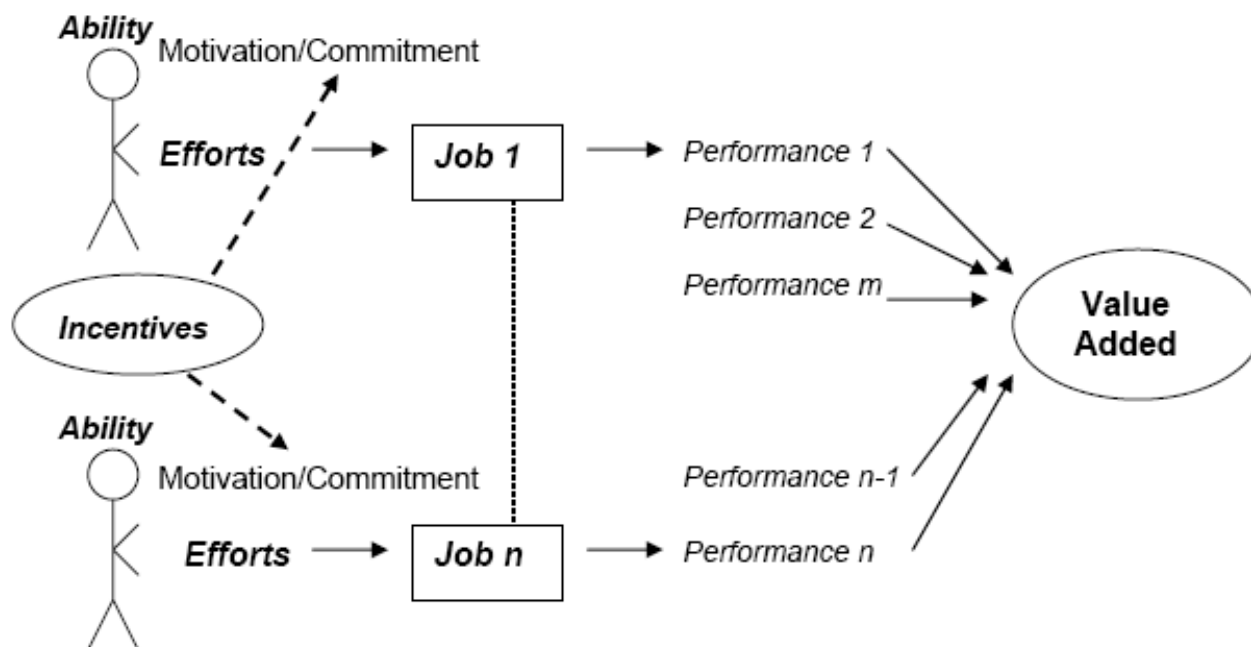 Ability
Motivation/Commitment
Efforts
Job 1
Performance 1
Performance 2
Performance m
Incentives
Value
Added
Ability
Motivation/Commitment
Performance n-1
Efforts
Job n
Performance n